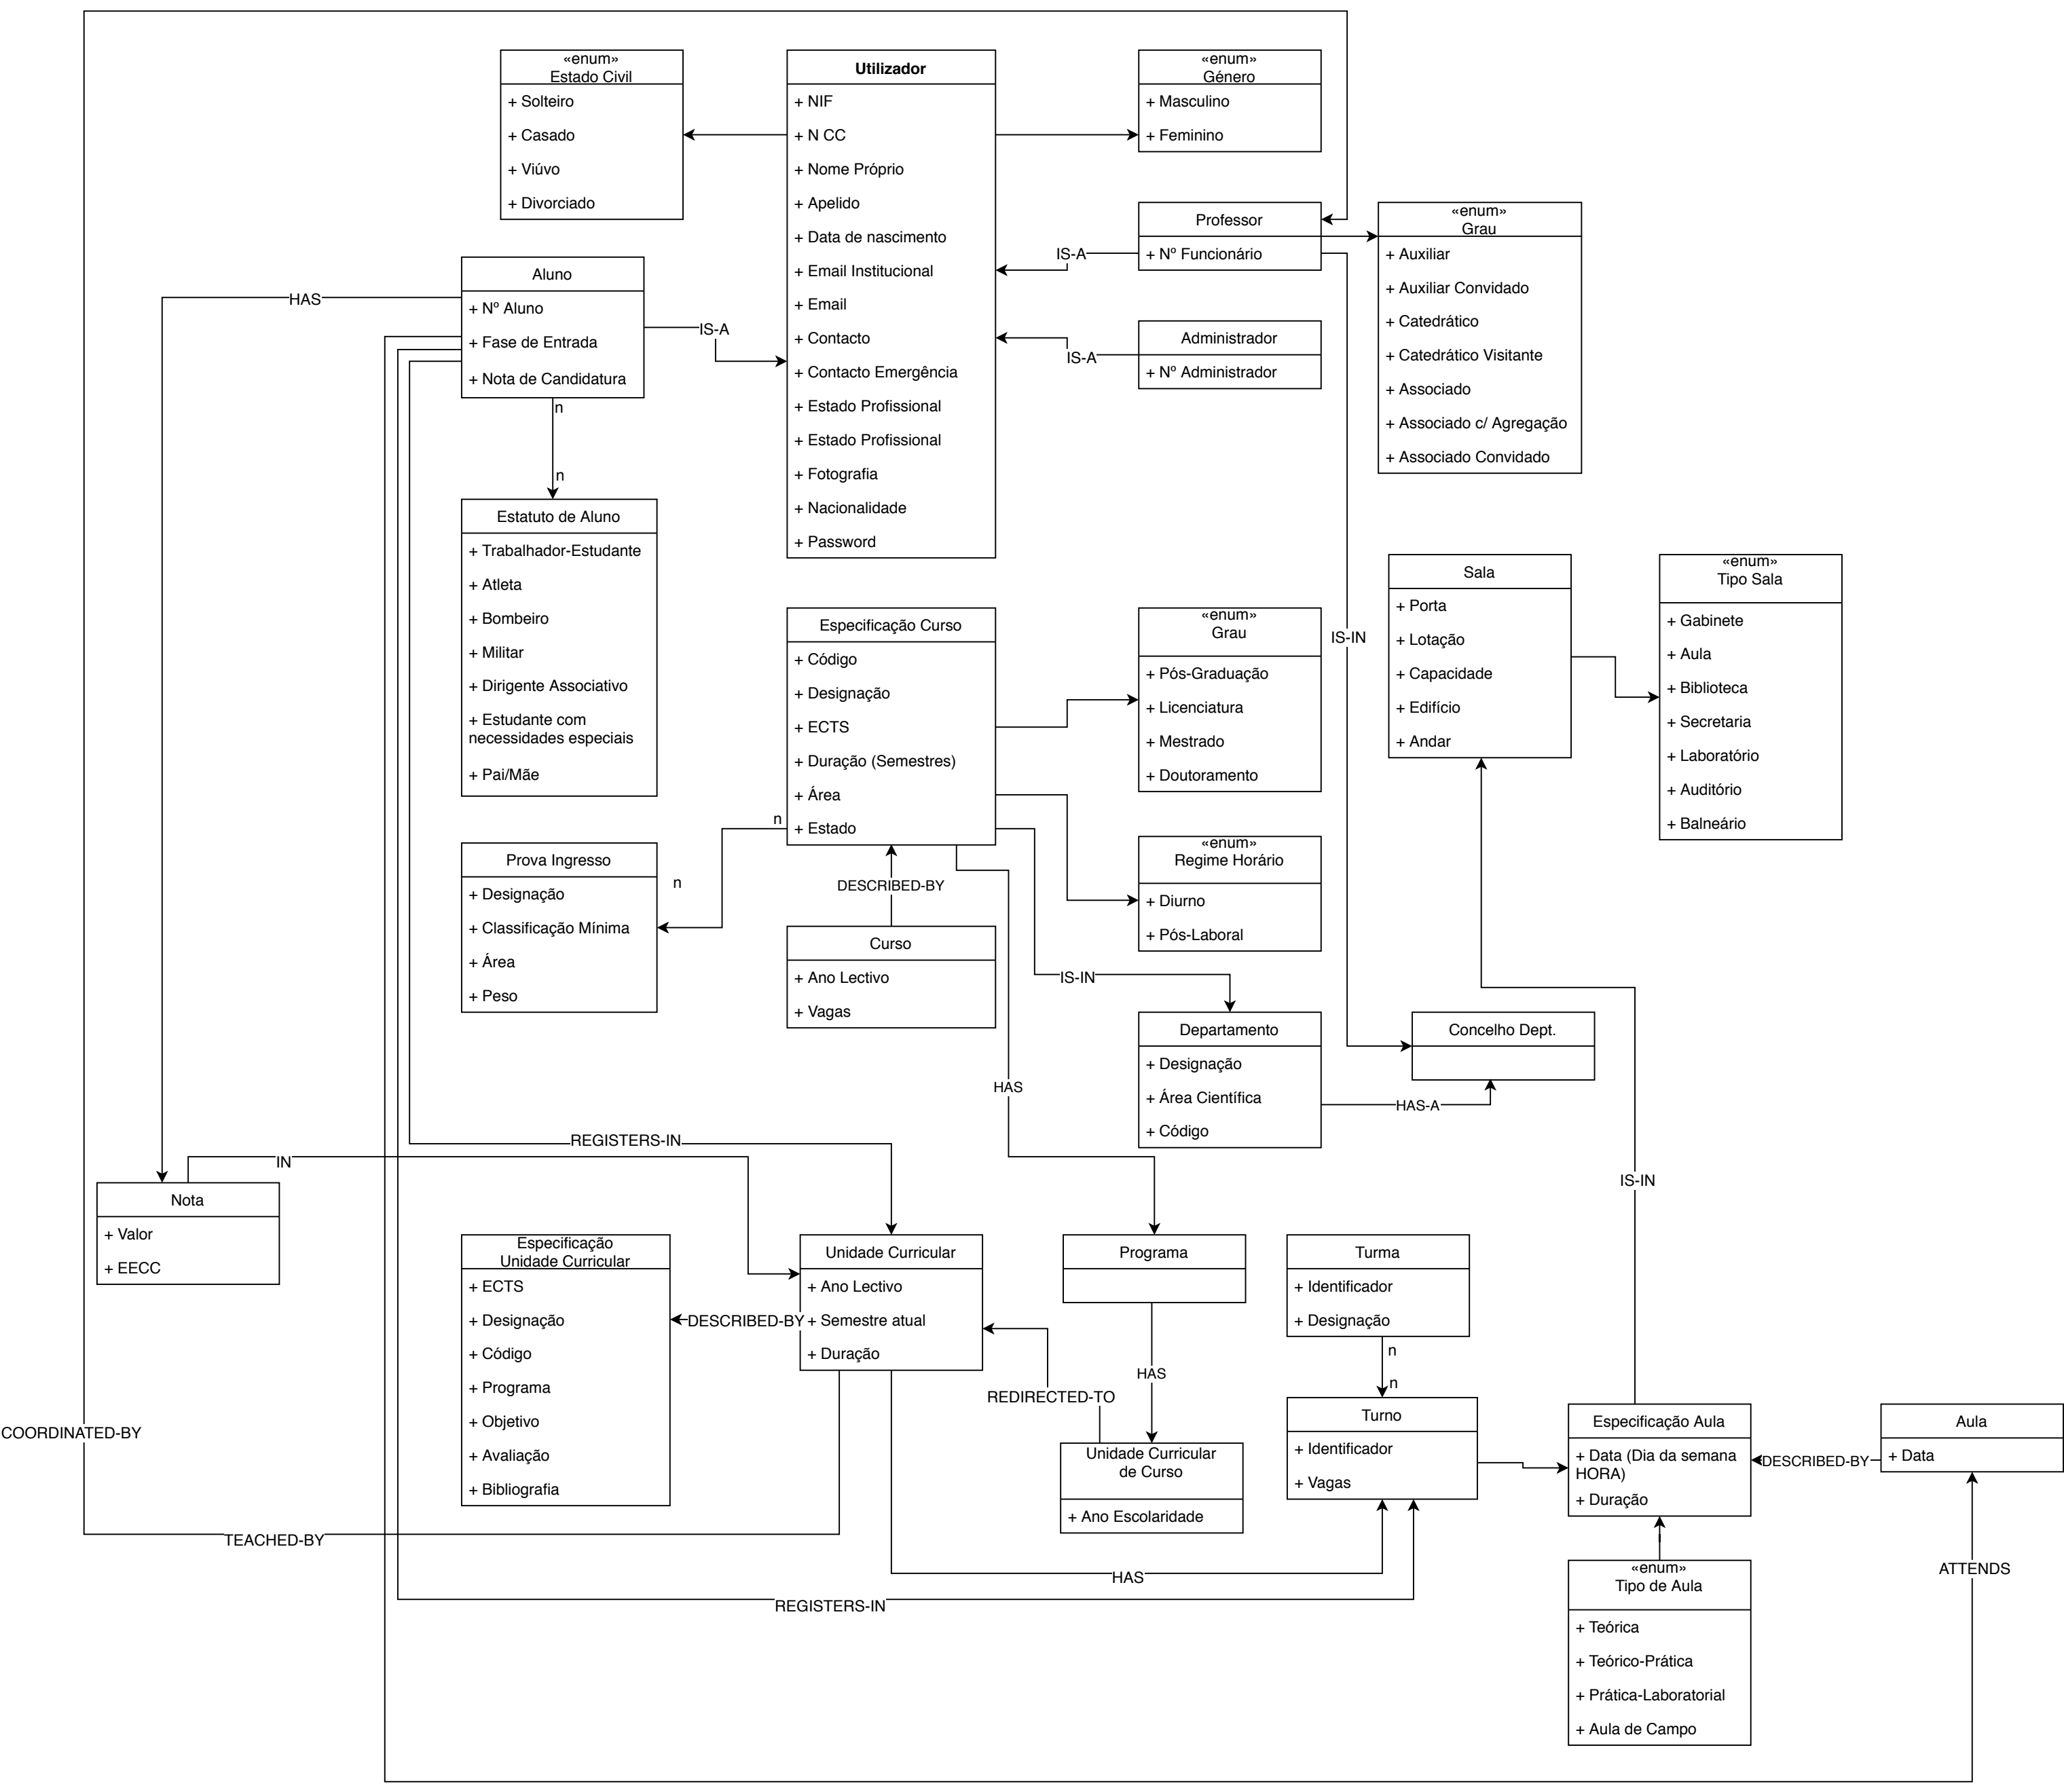 «enum»
Estado Civil
+ Solteiro
+ Casado
+ Viúvo
+ Divorciado
Utilizador
+ NIF
+ N CC
+ Nome Próprio
+ Apelido
+ Data de nascimento
+ Email Institucional
+ Email
+ Contacto
+ Contacto Emergência
+ Estado Profissional
+ Estado Profissional
+ Fotografia
+ Nacionalidade
+ Password
«enum»
Género
+ Masculino
+ Feminino
Professor
+ Nº Funcionário
IS-A
«enum»
Grau
+ Auxiliar
+ Auxiliar Convidado
+ Catedrático
+ Catedrático Visitante
+ Associado
+ Associado c/ Agregação
+ Associado Convidado
Administrador
+ Nº Administrador
IS-A
Aluno
+ Nº Aluno
+ Fase de Entrada
+ Nota de Candidatura
HAS
IS-A
n
n
Estatuto de Aluno
+ Trabalhador-Estudante
+ Atleta
+ Bombeiro
+ Militar
+ Dirigente Associativo
+ Estudante com
necessidades especiais
+ Pai/Mãe
Especificação Curso
+ Código
+ Designação
+ ECTS
+ Duração (Semestres)
+ Área
+ Estado
«enum»
Grau
+ Pós-Graduação
+ Licenciatura
+ Mestrado
+ Doutoramento
IS-IN
Sala
+ Porta
+ Lotação
+ Capacidade
+ Edifício
+ Andar
«enum»
Tipo Sala
+ Gabinete
+ Aula
+ Biblioteca
+ Secretaria
+ Laboratório
+ Auditório
+ Balneário
n
n
Prova Ingresso
+ Designação
+ Classificação Mínima
+ Área
+ Peso
DESCRIBED-BY
Curso
+ Ano Lectivo
+ Vagas
«enum»
Regime Horário
+ Diurno
+ Pós-Laboral
IS-IN
Departamento
+ Designação
+ Área Científica
+ Código
Concelho Dept.
HAS-A
HAS
REGISTERS-IN
IN
IS-IN
Nota
+ Valor
+ EECC
Especificação
Unidade Curricular
+ ECTS
+ Designação
+ Código
+ Programa
+ Objetivo
+ Avaliação
+ Bibliografia
DESCRIBED-BY
Unidade Curricular
+ Ano Lectivo
+ Semestre atual
+ Duração
Programa
HAS
REDIRECTED-TO
Unidade Curricular
de Curso
+ Ano Escolaridade
Turma
+ Identificador
+ Designação
n
n
Turno
+ Identificador
+ Vagas
Especificação Aula
+ Data (Dia da semana
HORA)
+ Duração
DESCRIBED-BY
Aula
+ Data
COORDINATED-BY
TEACHED-BY
HAS
REGISTERS-IN
ATTENDS
«enum»
Tipo de Aula
+ Teórica
+ Teórico-Prática
+ Prática-Laboratorial
+ Aula de Campo